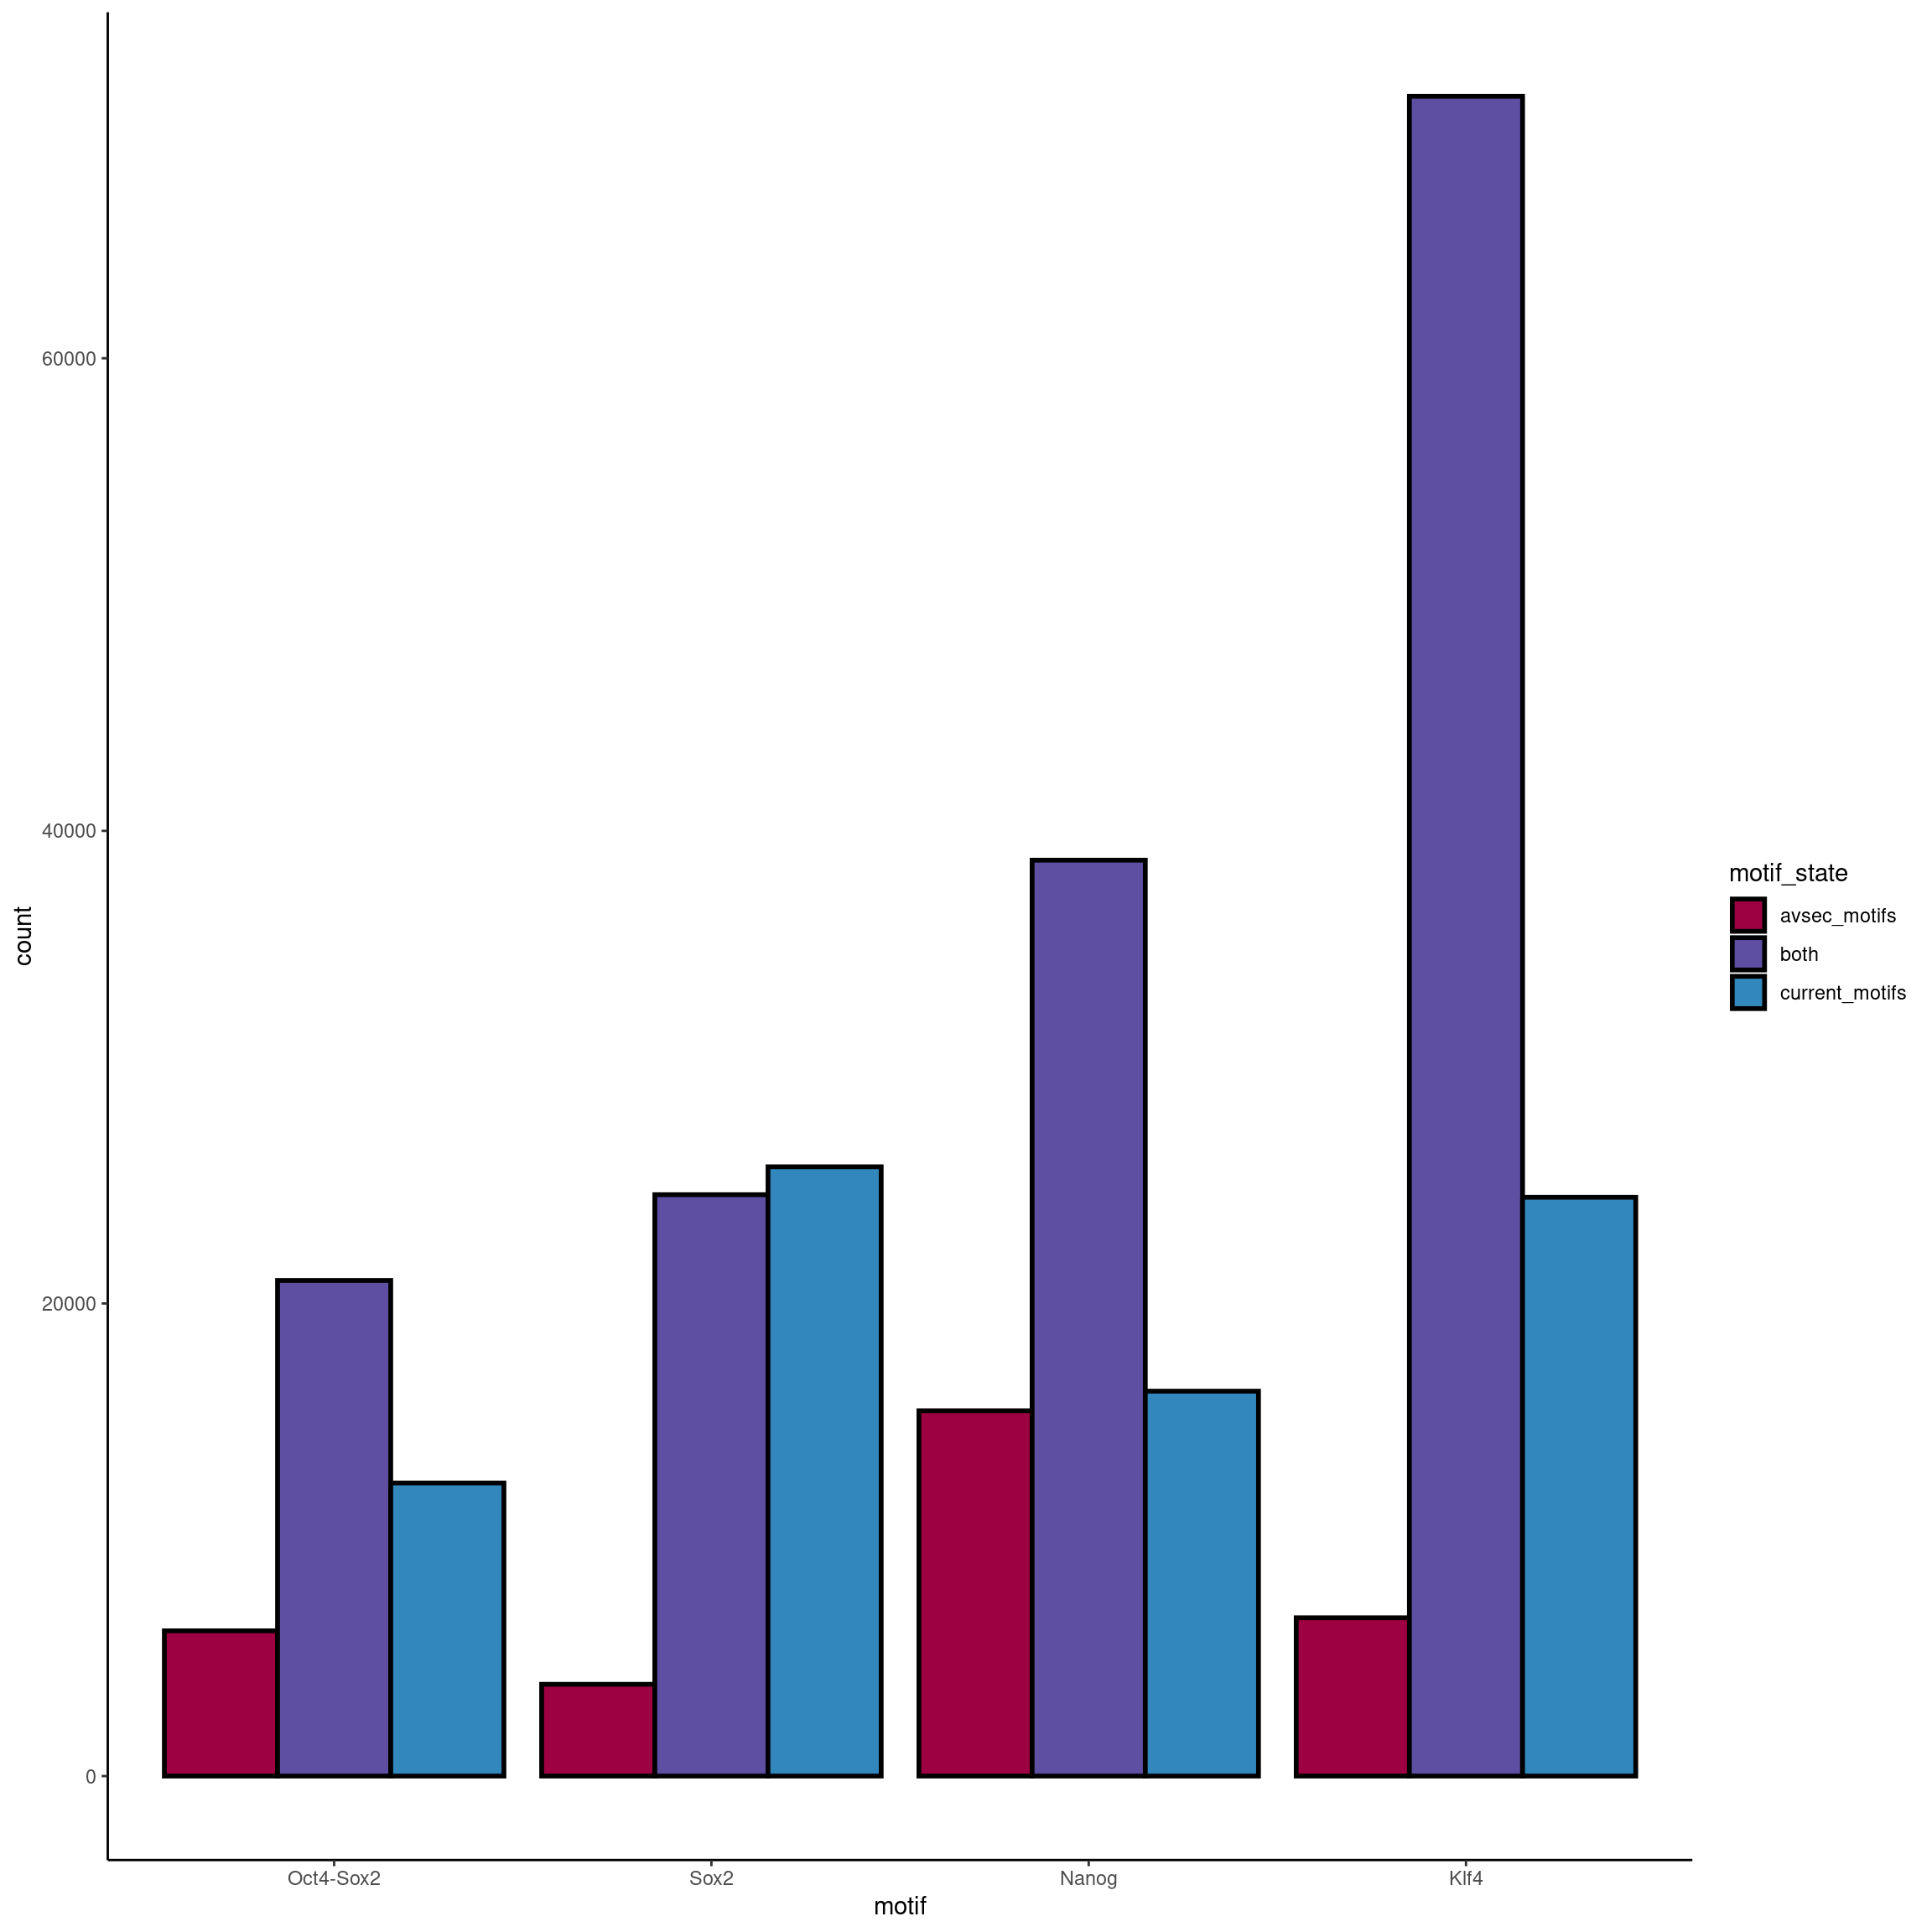 60000
40000
20000
0
count
Oct4-Sox2
Sox2
Nanog
Klf4
motif
motif_state
avsec_motifs
both
current_motifs